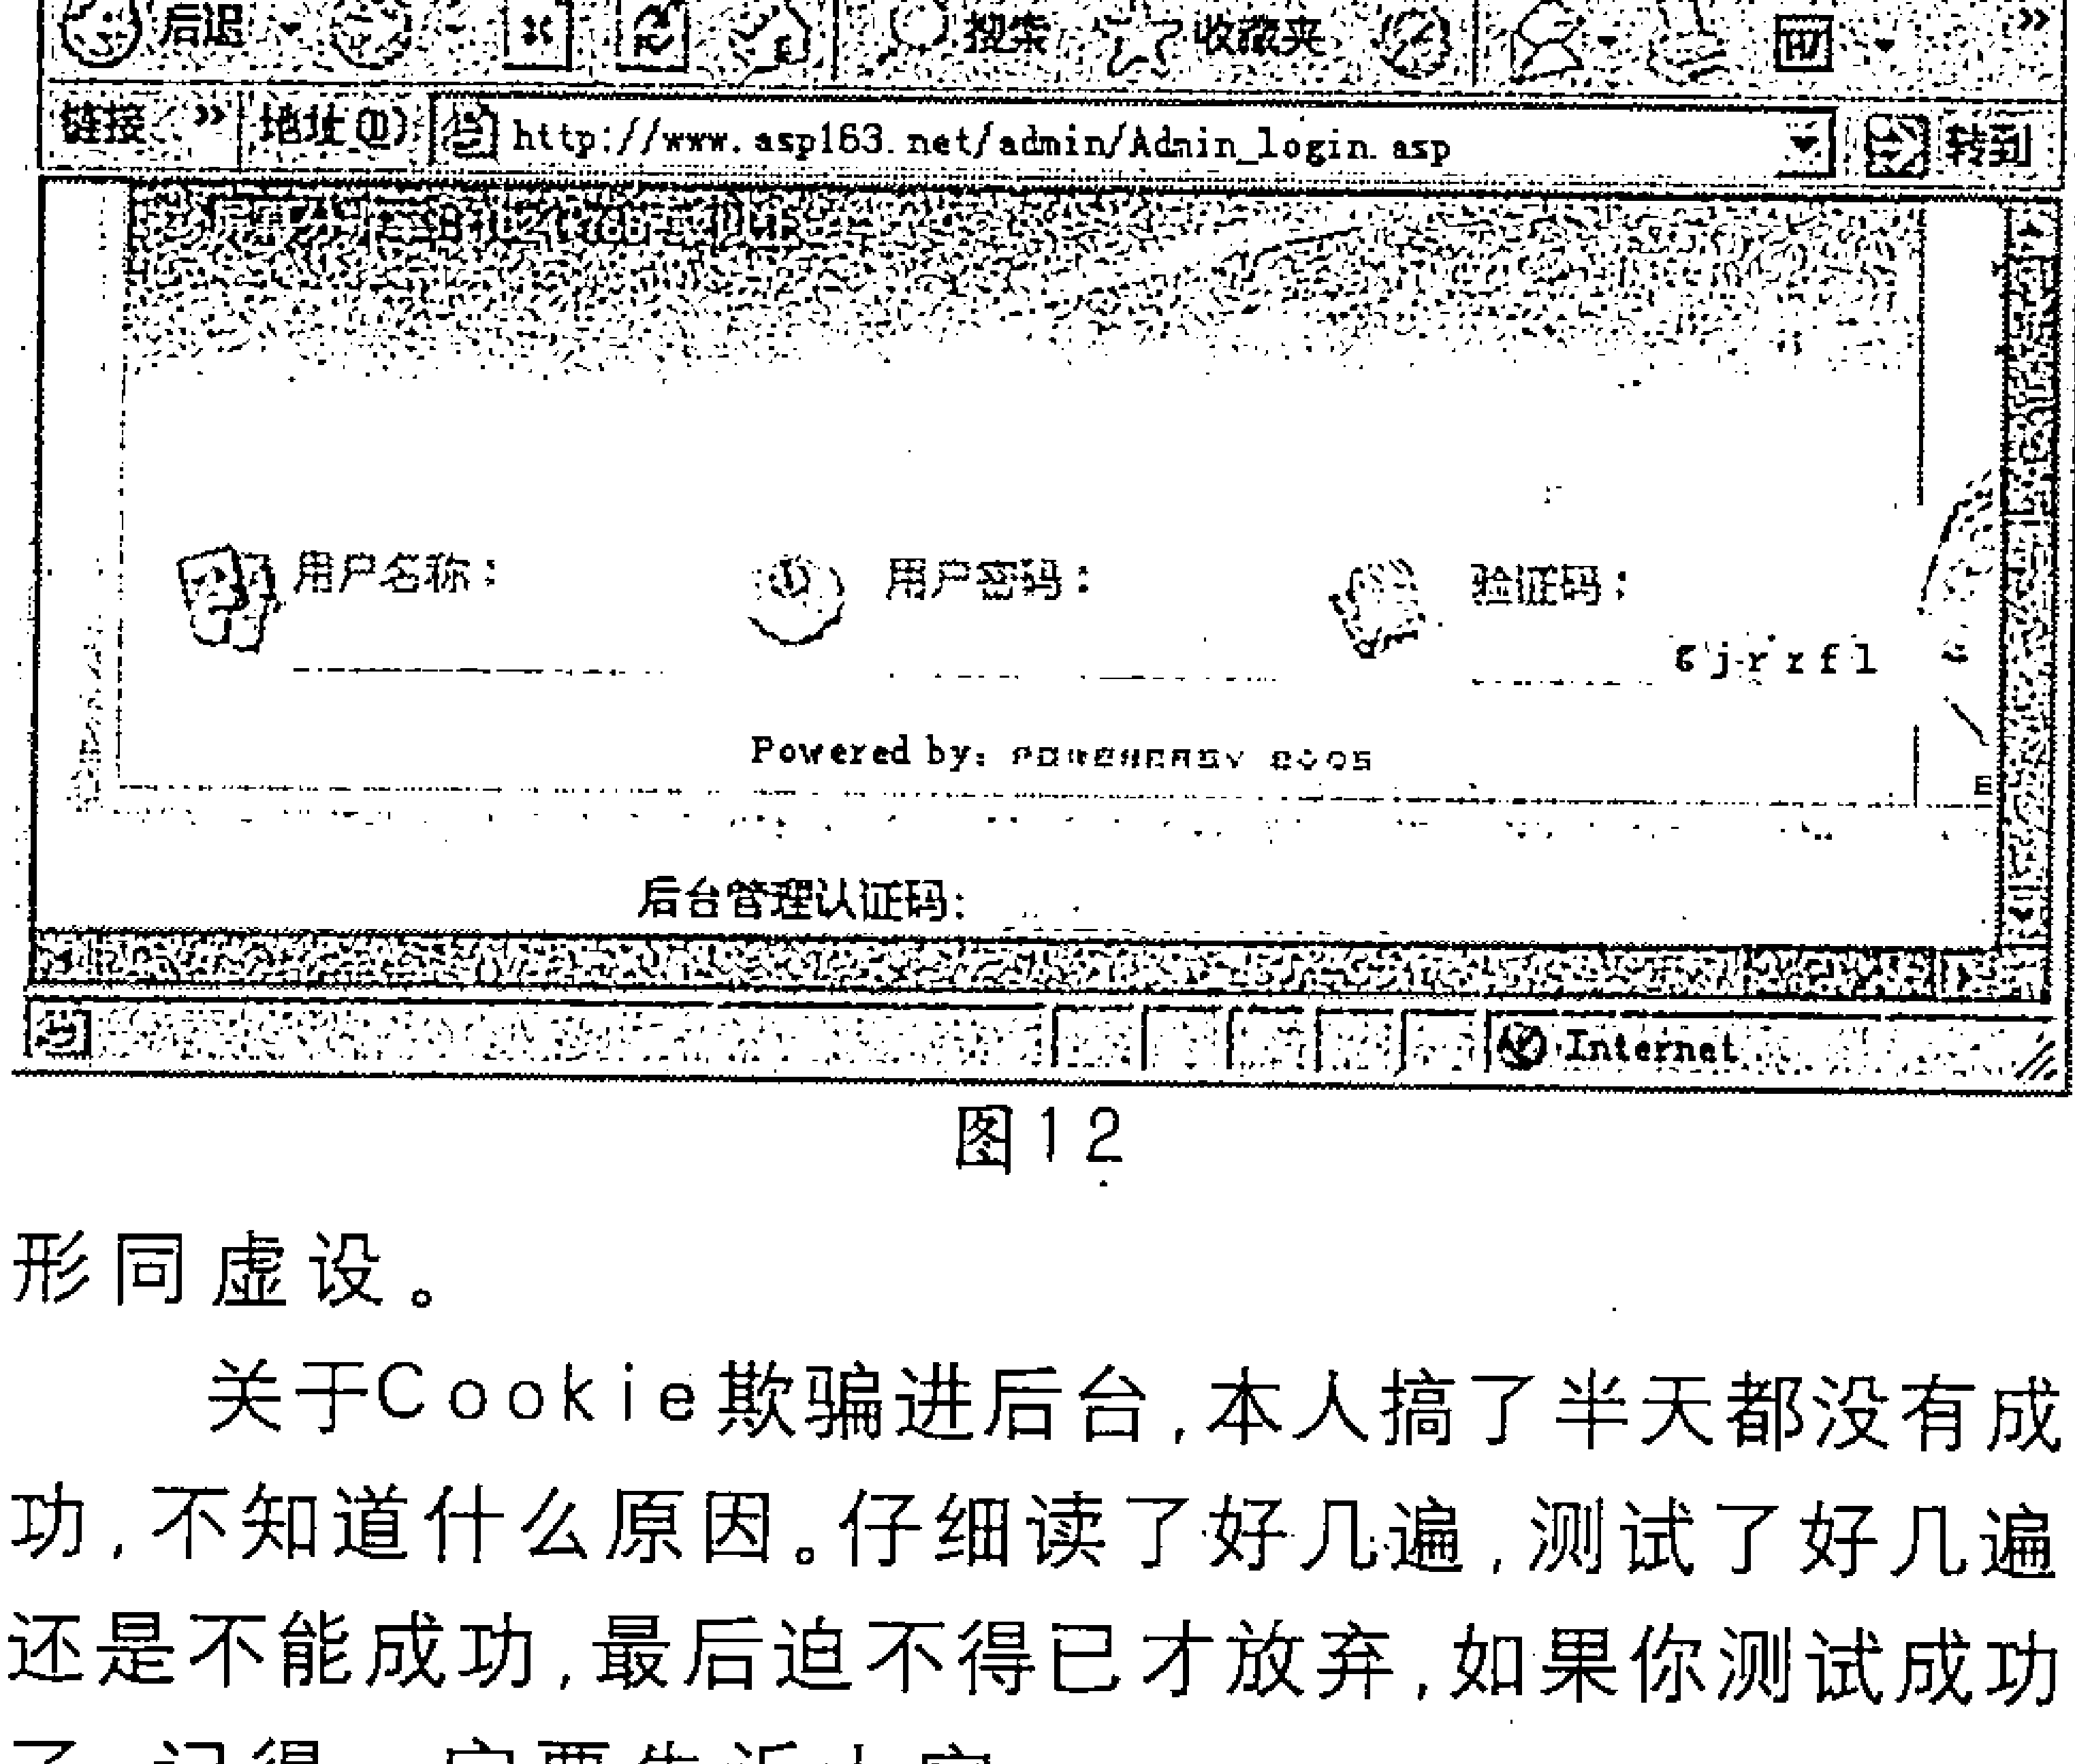 后退 搜索 收藏夹 »
链接 » 地址(D) http://www.asp163.net/admin/Admin_login.asp 转到
用户名称: 用户密码: 验证码:
gjrrfl
Powered by: POWEREASY 2005
后台管理认证码:
Internet
图12
形同虚设。
关于Cookie欺骗进后台,本人搞了半天都没有成
功,不知道什么原因。仔细读了好几遍,测试了好几遍
还是不能成功,最后迫不得已才放弃,如果你测试成功